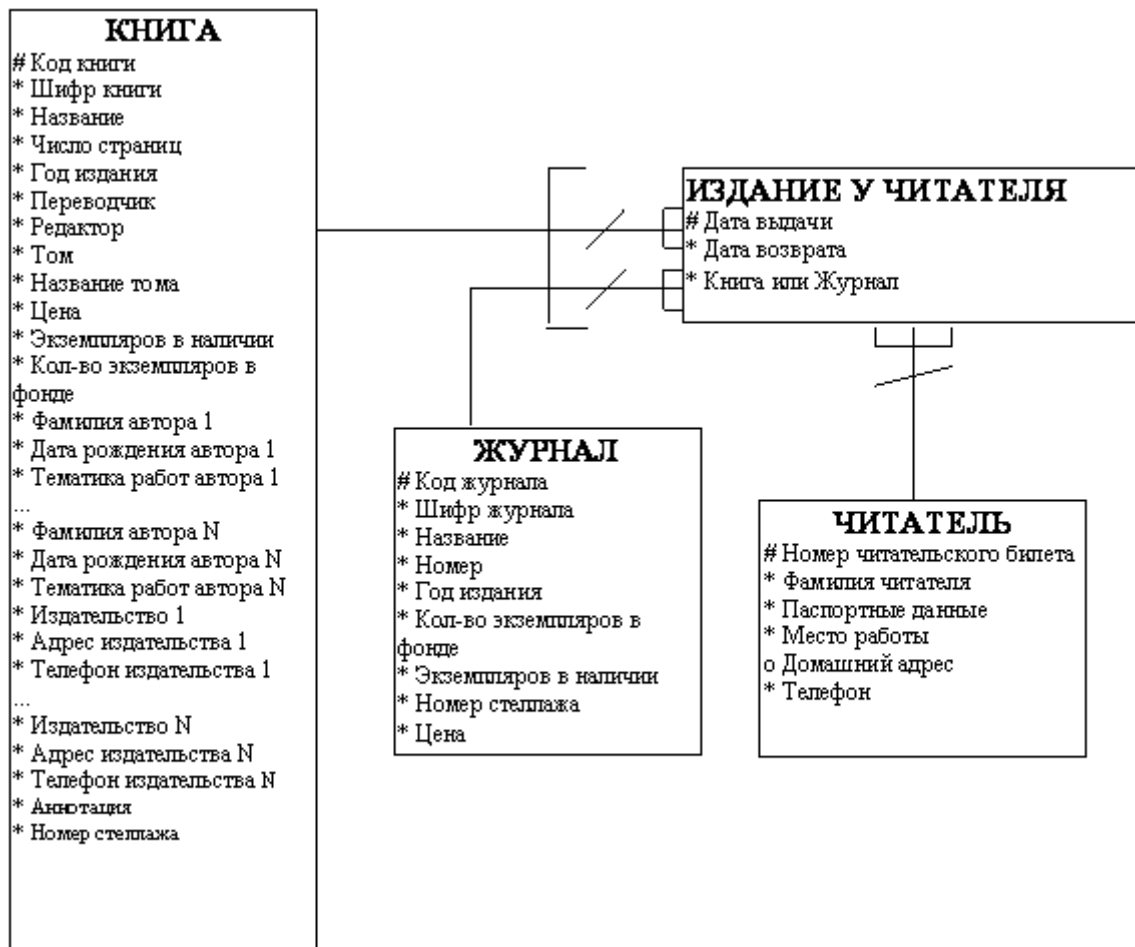 КНИГА
# Код книги
* Шифр книги
* Название
* Число страниц
* Год издания
* Переводчик
* Редактор
* Том
* Название тома
* Цена
* Экземпляров в наличии
* Кол-во экземпляров в
фонде
* Фамилия автора 1
* Дата рождения автора 1
* Тематика работ автора 1
...
* Фамилия автора N
* Дата рождения автора N
* Тематика работ автора N
* Издательство 1
* Адрес издательства 1
* Телефон издательства 1
...
* Издательство N
* Адрес издательства N
* Телефон издательства N
* Аннотация
* Номер стеллажа
ИЗДАНИЕ У ЧИТАТЕЛЯ
# Дата выдачи
* Дата возврата
* Книга или Журнал
ЖУРНАЛ
# Код журнала
* Шифр журнала
* Название
* Номер
* Год издания
* Кол-во экземпляров в
фонде
* Экземпляров в наличии
* Номер стеллажа
* Цена
ЧИТАТЕЛЬ
# Номер читательского билета
* Фамилия читателя
* Паспортные данные
* Место работы
о Домашний адрес
* Телефон